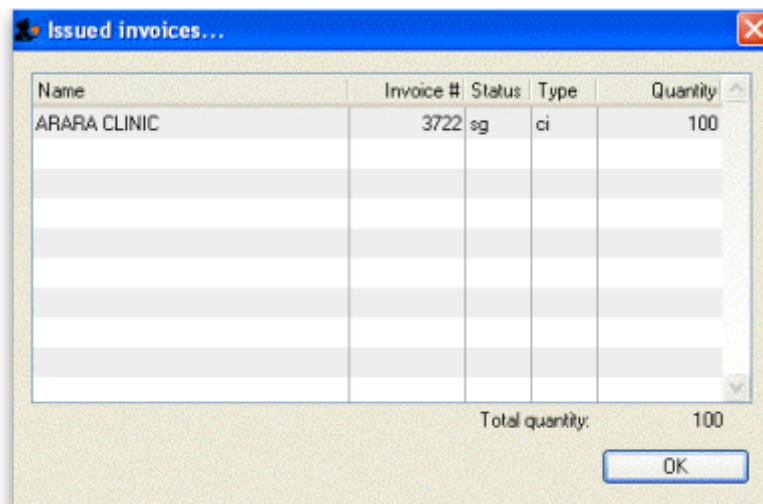 Issued invoices...
Name Invoice # Status Type Quantity
ARARA CLINIC 3722 sg ci 100
Total quantity: 100
OK